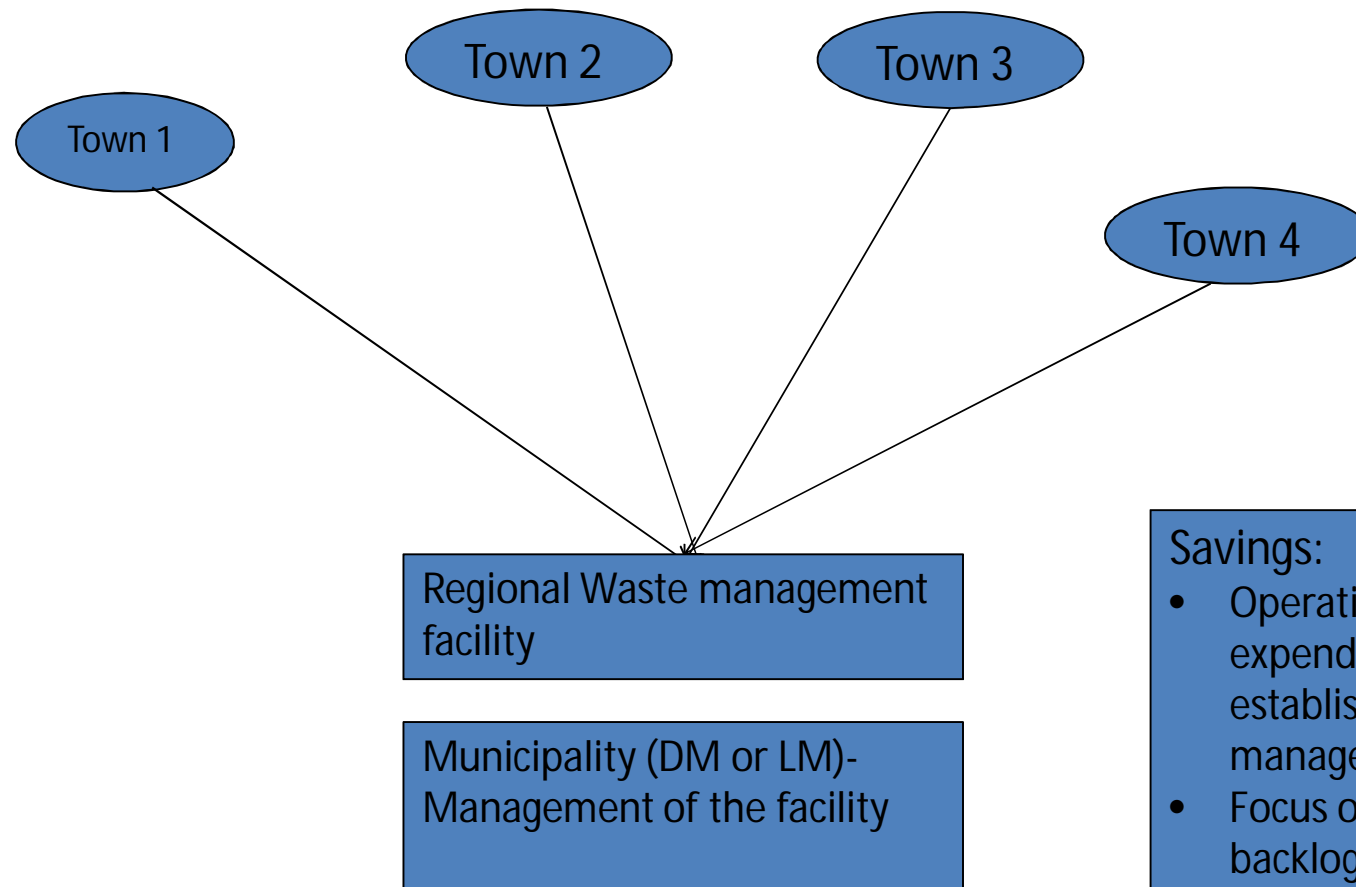 Town 2
Town 3
Town 1
Town 4
Regional Waste management
facility
Municipality (DM or LM)-
Management of the facility
Savings:
•
•  Focus